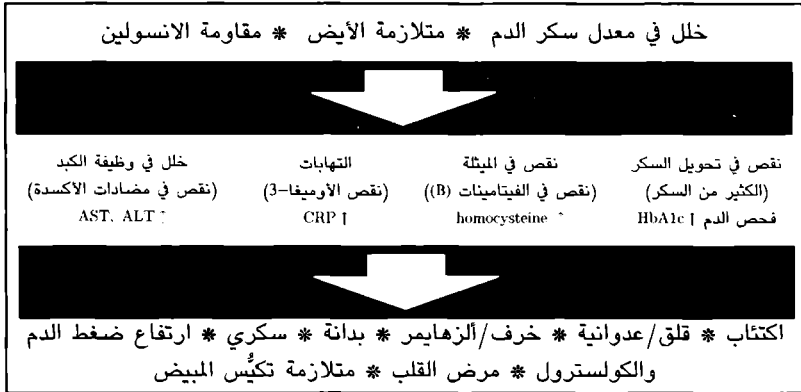 خلل في معدل سكر الدم * متلازمة الأيض * مقاومة الانسولين
نقص في تحويل السكر
(الكثير من السكر)
فحص الدم ↑ HbA1c
نقص في الميثلة
(نقص في الفيتامينات (B))
homocysteine ↑
التهابات
(نقص الأوميغا-3)
CRP ↑
خلل في وظيفة الكبد
(نقص في مضادات الأكسدة)
AST، ALT ↑
اكتئاب * قلق/عدوانية * خرف/ألزهايمر * بدانة * سكري * ارتفاع ضغط الدم
والكولسترول * مرض القلب * متلازمة تكيُّس المبيض